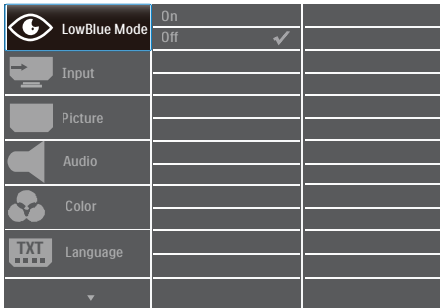 LowBlue Mode
On
Off
Input
Picture
Audio
Color
TXT
Language